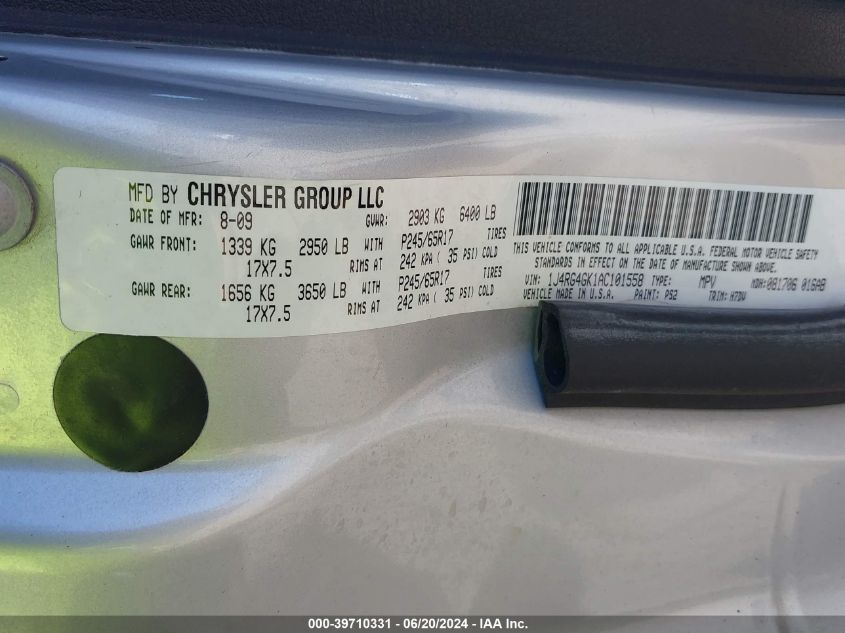 MFD BY CHRYSLER GROUP LLC
DATE OF MFR: 8-09 GVWR: 2903 KG 6400 LB
GAWR FRONT: 1339 KG 2950 LB WITH P245/65R17 TIRES
17X7.5 RIMS AT 242 KPA ( 35 PSI) COLD
GAWR REAR: 1656 KG 3650 LB WITH P245/65R17 TIRES
17X7.5 RIMS AT 242 KPA ( 35 PSI) COLD
THIS VEHICLE CONFORMS TO ALL APPLICABLE U.S.A. FEDERAL MOTOR VEHICLE SAFETY
STANDARDS IN EFFECT ON THE DATE OF MANUFACTURE SHOWN ABOVE.
VIN: 1J4RG4GK1AC101558 TYPE: MPV MDH:081706 016AB
VEHICLE MADE IN U.S.A. PAINT: PS2 TRIM: H7DV
000-39710331 - 06/20/2024 - IAA Inc.